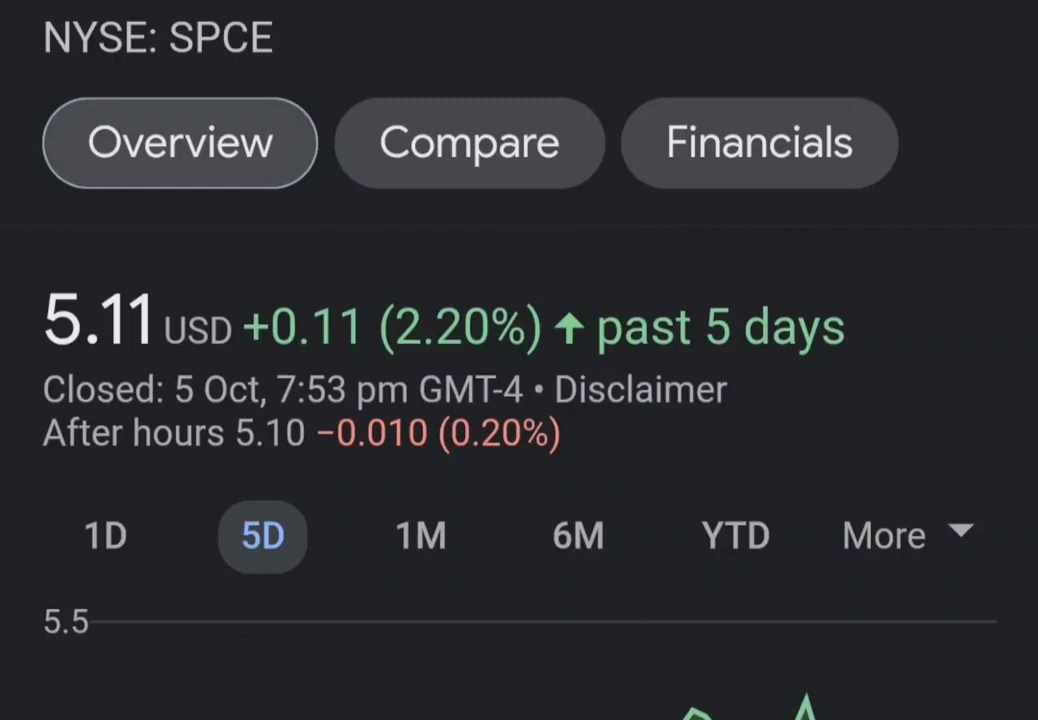 NYSE: SPCE
Overview Compare Financials
5.11 USD +0.11 (2.20%) ↑ past 5 days
Closed: 5 Oct, 7:53 pm GMT-4 • Disclaimer
After hours 5.10 −0.010 (0.20%)
1D 5D 1M 6M YTD More
5.5